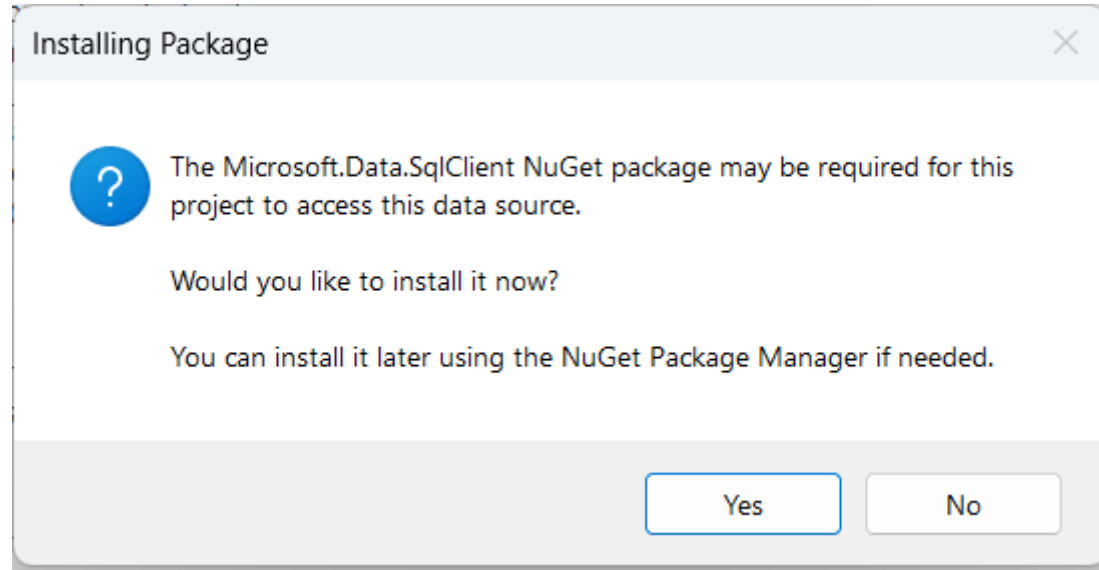 Installing Package
The Microsoft.Data.SqlClient NuGet package may be required for this
project to access this data source.
Would you like to install it now?
You can install it later using the NuGet Package Manager if needed.
Yes
No